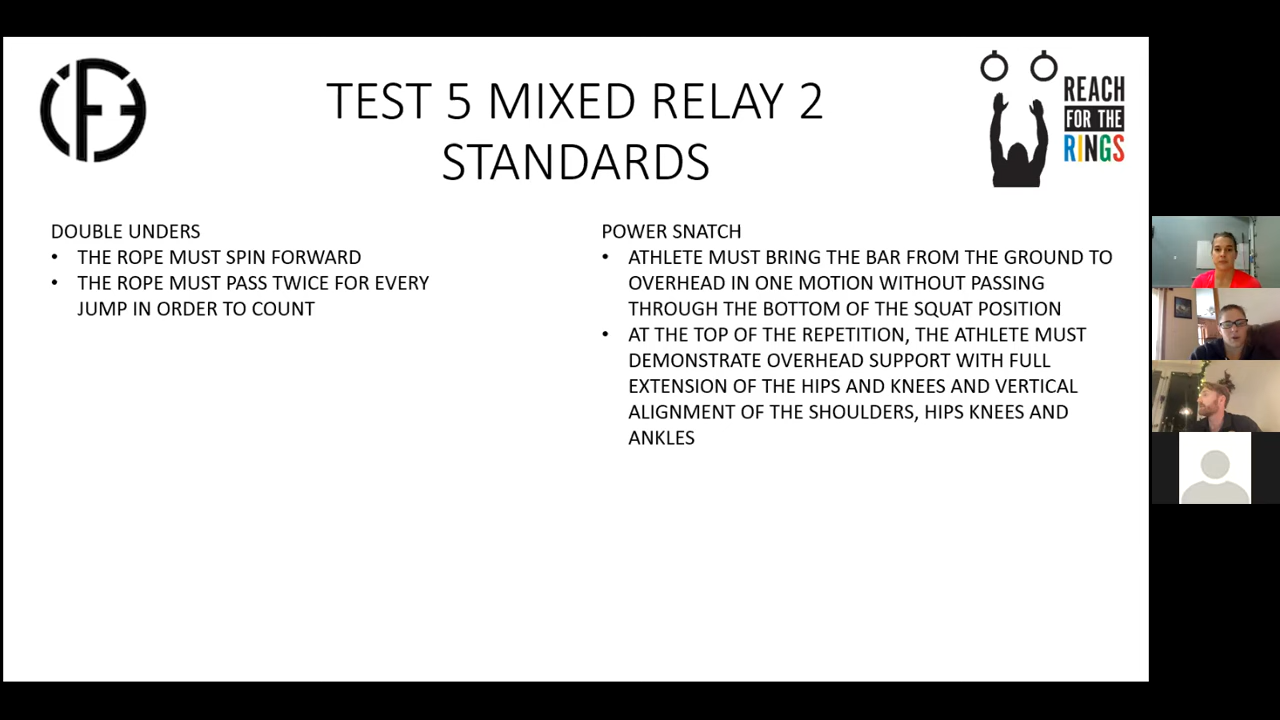 TEST 5 MIXED RELAY 2
STANDARDS
REACH
FOR THE
RINGS
DOUBLE UNDERS
• THE ROPE MUST SPIN FORWARD
• THE ROPE MUST PASS TWICE FOR EVERY
JUMP IN ORDER TO COUNT
POWER SNATCH
• ATHLETE MUST BRING THE BAR FROM THE GROUND TO
OVERHEAD IN ONE MOTION WITHOUT PASSING
THROUGH THE BOTTOM OF THE SQUAT POSITION
• AT THE TOP OF THE REPETITION, THE ATHLETE MUST
DEMONSTRATE OVERHEAD SUPPORT WITH FULL
EXTENSION OF THE HIPS AND KNEES AND VERTICAL
ALIGNMENT OF THE SHOULDERS, HIPS KNEES AND
ANKLES